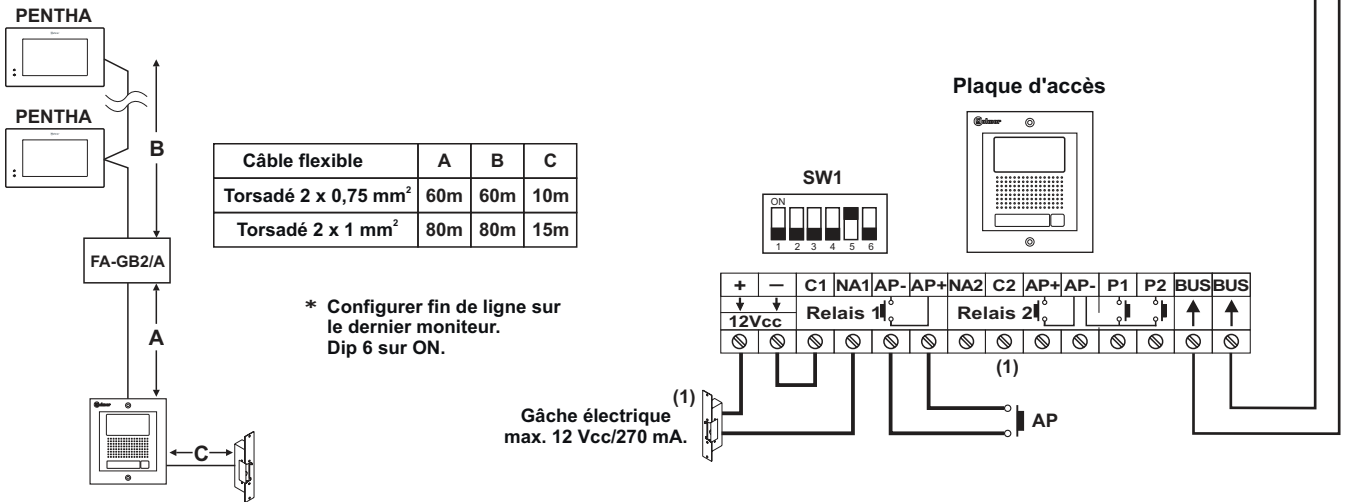 PENTHA
PENTHA
B
FA-GB2/A
A
C
Câble flexible A B C
Torsadé 2 x 0,75 mm² 60m 60m 10m
Torsadé 2 x 1 mm² 80m 80m 15m
* Configurer fin de ligne sur
le dernier moniteur.
Dip 6 sur ON.
Plaque d'accès
SW1
ON
1 2 3 4 5 6
+ – C1 NA1 AP- AP+ NA2 C2 AP+ AP- P1 P2 BUS BUS
12Vcc Relais 1 Relais 2
(1)
(1)
Gâche électrique
max. 12 Vcc/270 mA.
AP